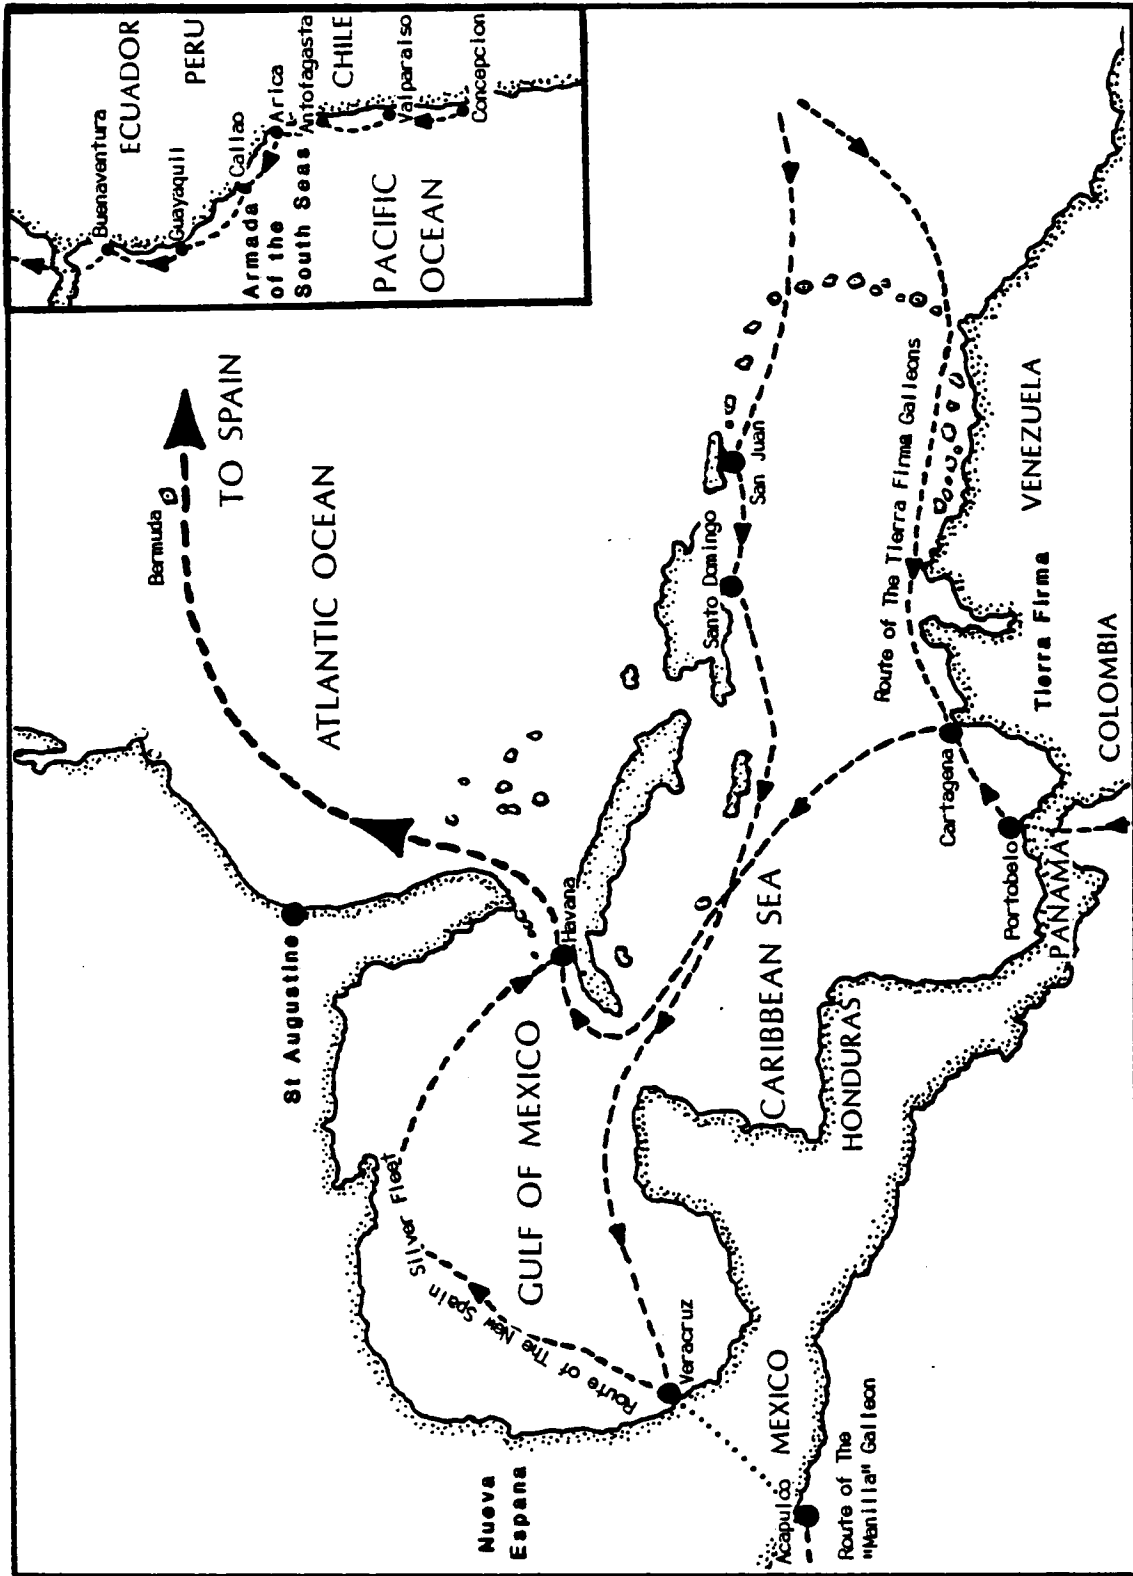 Nueva
Espana
St Augustine
Bermuda
TO SPAIN
ATLANTIC OCEAN
Route of The New Spain Silver Fleet
GULF OF MEXICO
Havana
Veracruz
MEXICO
Acapulco
Route of The
"Manilla" Galleon
HONDURAS
CARIBBEAN SEA
Santo Domingo
San Juan
Route of The Tierra Firma Galleons
Cartagena
Portobelo
PANAMA
Tierra Firma
COLOMBIA
VENEZUELA
Buenaventura
ECUADOR
Guayaquil
PERU
Callao
Arica
Antofagasta
CHILE
Valparaiso
Concepcion
Armada
of the
South Seas
PACIFIC
OCEAN